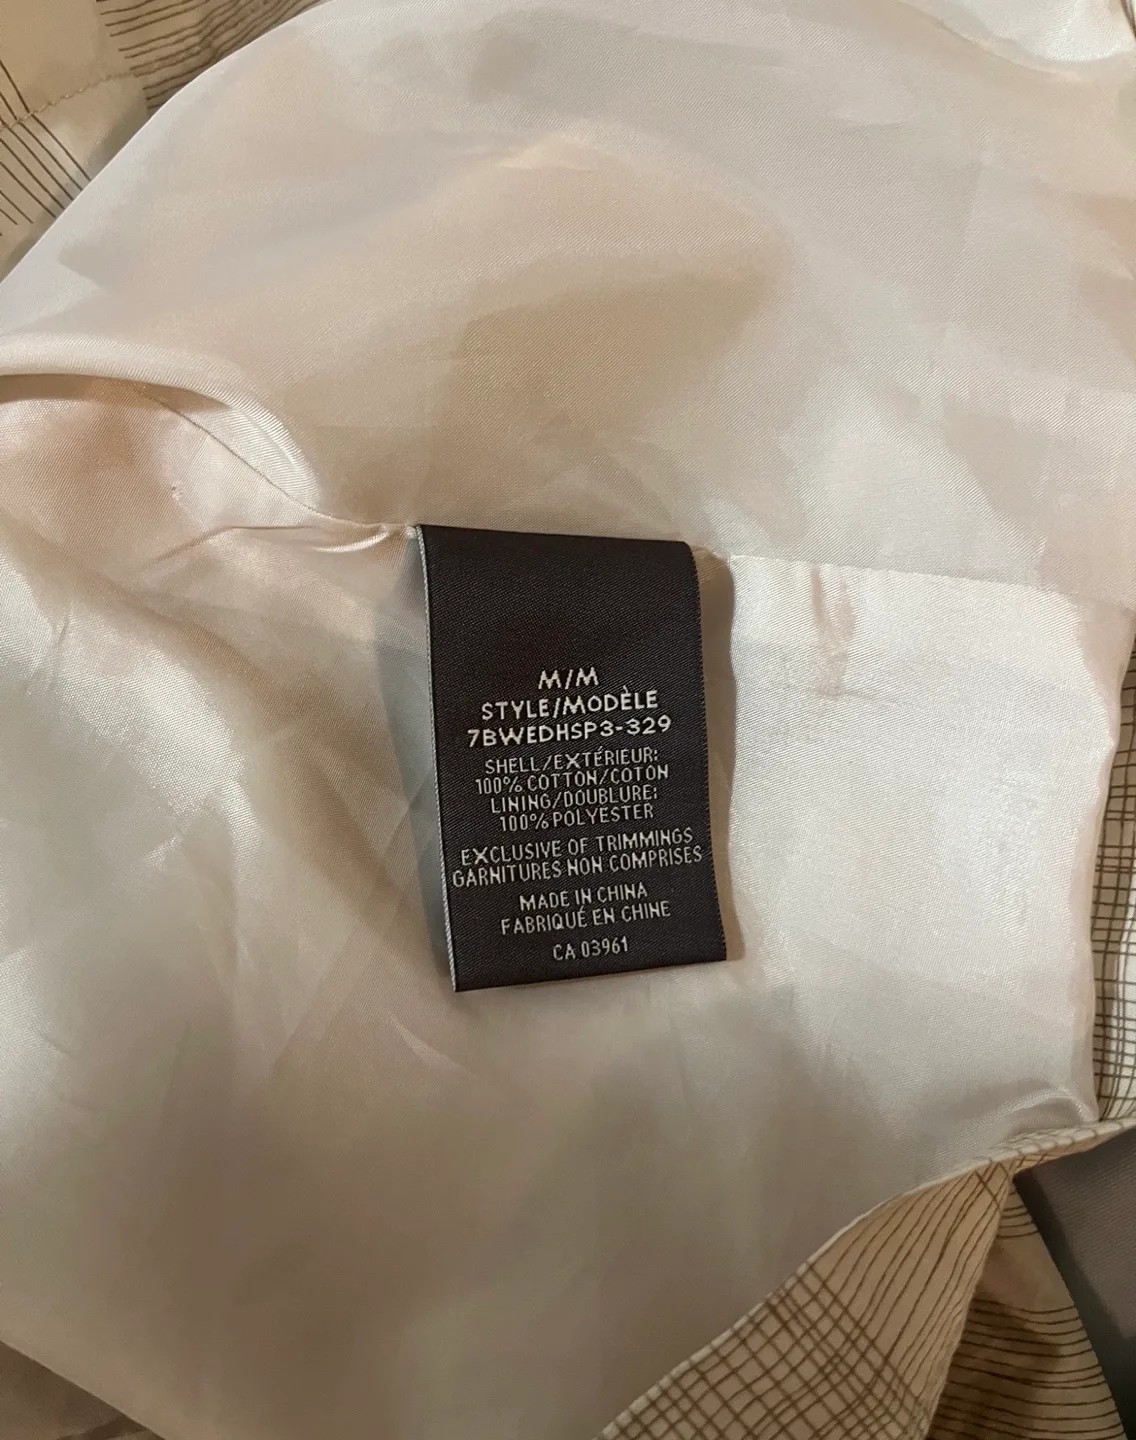 M/M
STYLE/MODÈLE
7BWEDHSP3-329
SHELL/EXTÉRIEUR:
100% COTTON/COTON
LINING/DOUBLURE:
100% POLYESTER
EXCLUSIVE OF TRIMMINGS
GARNITURES NON COMPRISES
MADE IN CHINA
FABRIQUÉ EN CHINE
CA 03961